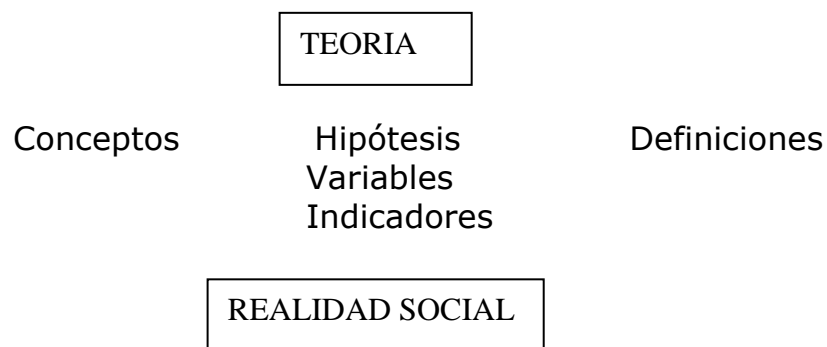 TEORIA
Conceptos Hipótesis Definiciones
Variables
Indicadores
REALIDAD SOCIAL